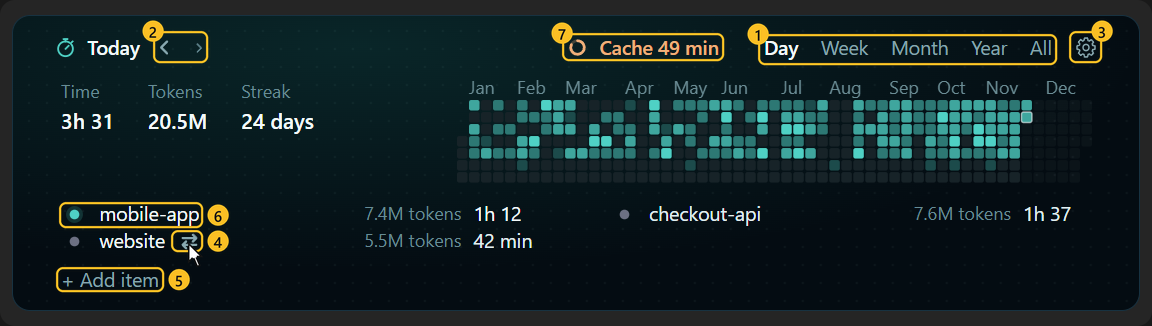 2
7
1
3
Today
Cache 49 min
Day Week Month Year All
Time Tokens Streak
3h 31 20.5M 24 days
Jan Feb Mar Apr May Jun Jul Aug Sep Oct Nov Dec
mobile-app 6 7.4M tokens 1h 12
checkout-api 7.6M tokens 1h 37
website 4 5.5M tokens 42 min
+ Add item 5